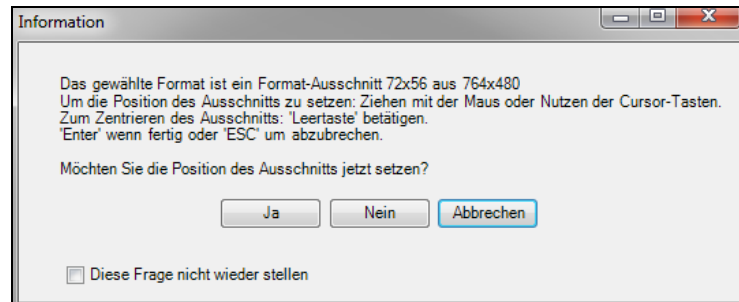 Information
Das gewählte Format ist ein Format-Ausschnitt 72x56 aus 764x480
Um die Position des Ausschnitts zu setzen: Ziehen mit der Maus oder Nutzen der Cursor-Tasten.
Zum Zentrieren des Ausschnitts: 'Leertaste' betätigen.
'Enter' wenn fertig oder 'ESC' um abzubrechen.
Möchten Sie die Position des Ausschnitts jetzt setzen?
Ja Nein Abbrechen
Diese Frage nicht wieder stellen